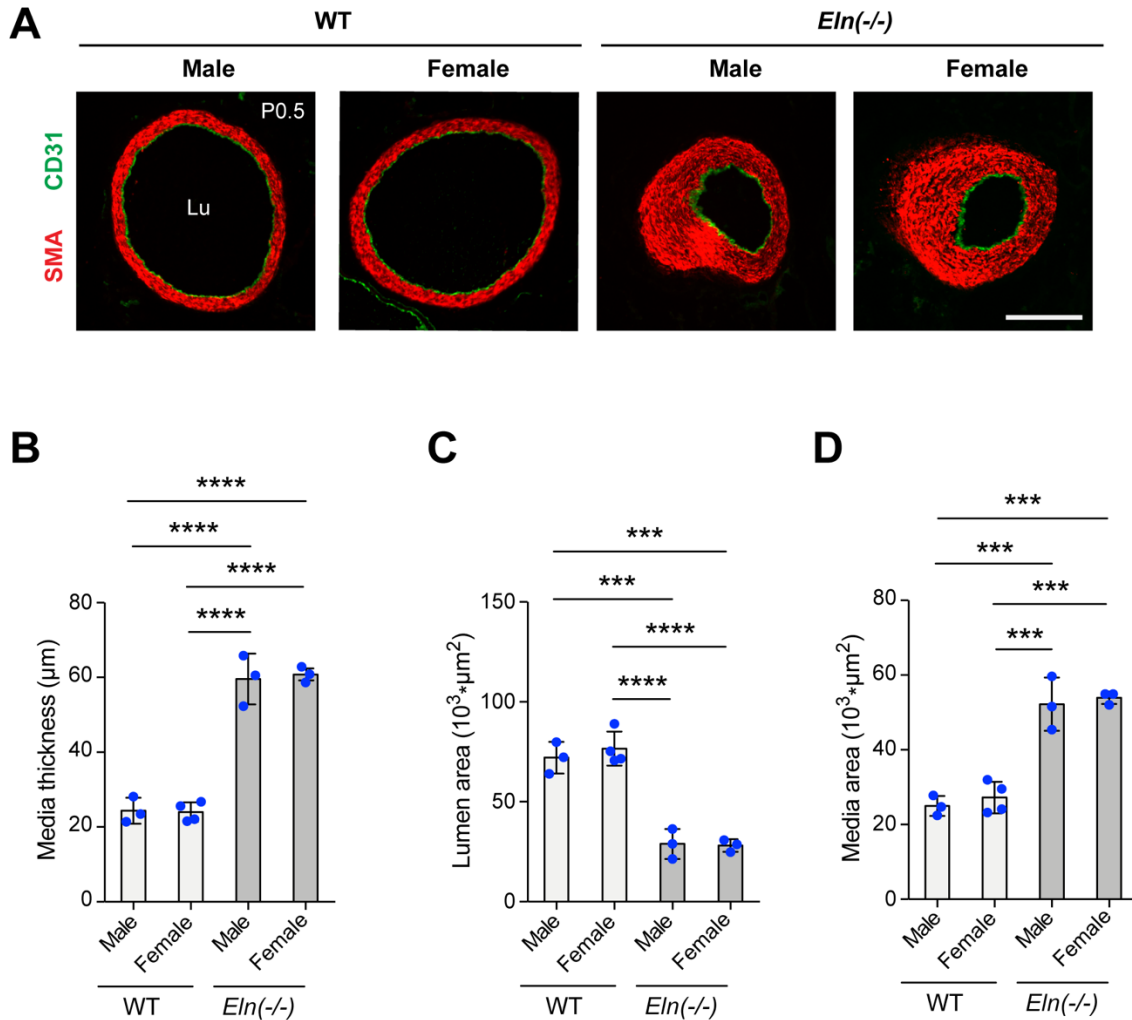 A
WT
Eln(-/-)
Male
Female
Male
Female
SMA CD31
P0.5
Lu
B
****
****
****
****
Media thickness (µm)
80
60
40
20
0
Male
Female
Male
Female
WT
Eln(-/-)
C
***
***
****
****
Lumen area (10³*µm²)
150
100
50
0
Male
Female
Male
Female
WT
Eln(-/-)
D
***
***
***
***
Media area (10³*µm²)
80
60
40
20
0
Male
Female
Male
Female
WT
Eln(-/-)